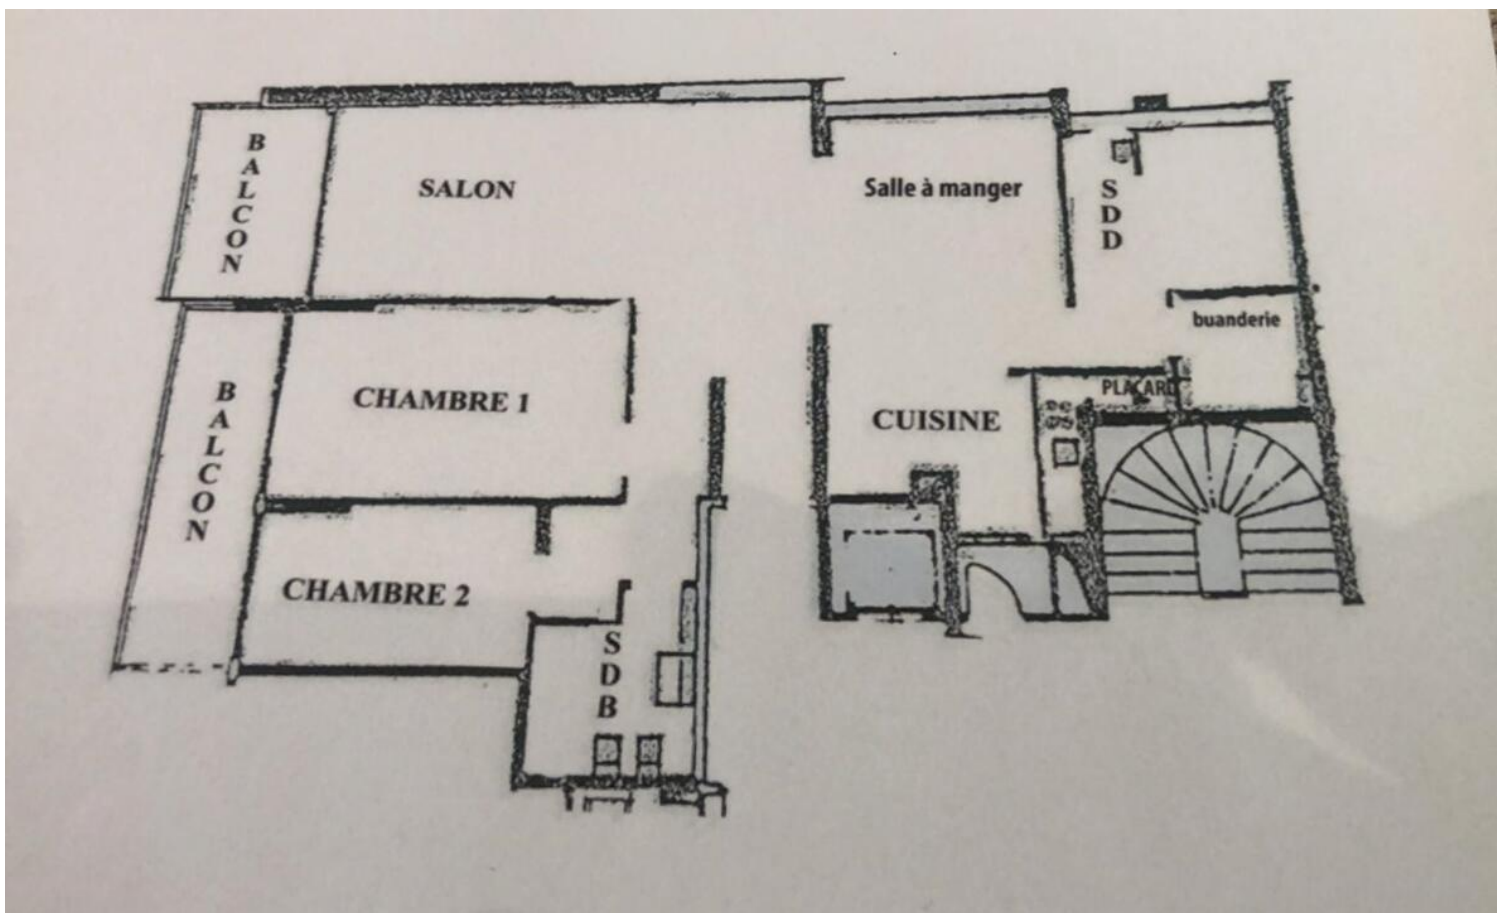 BALCON
SALON
Salle à manger
SDD
buanderie
BALCON
CHAMBRE 1
PLACARD
CUISINE
CHAMBRE 2
SDB